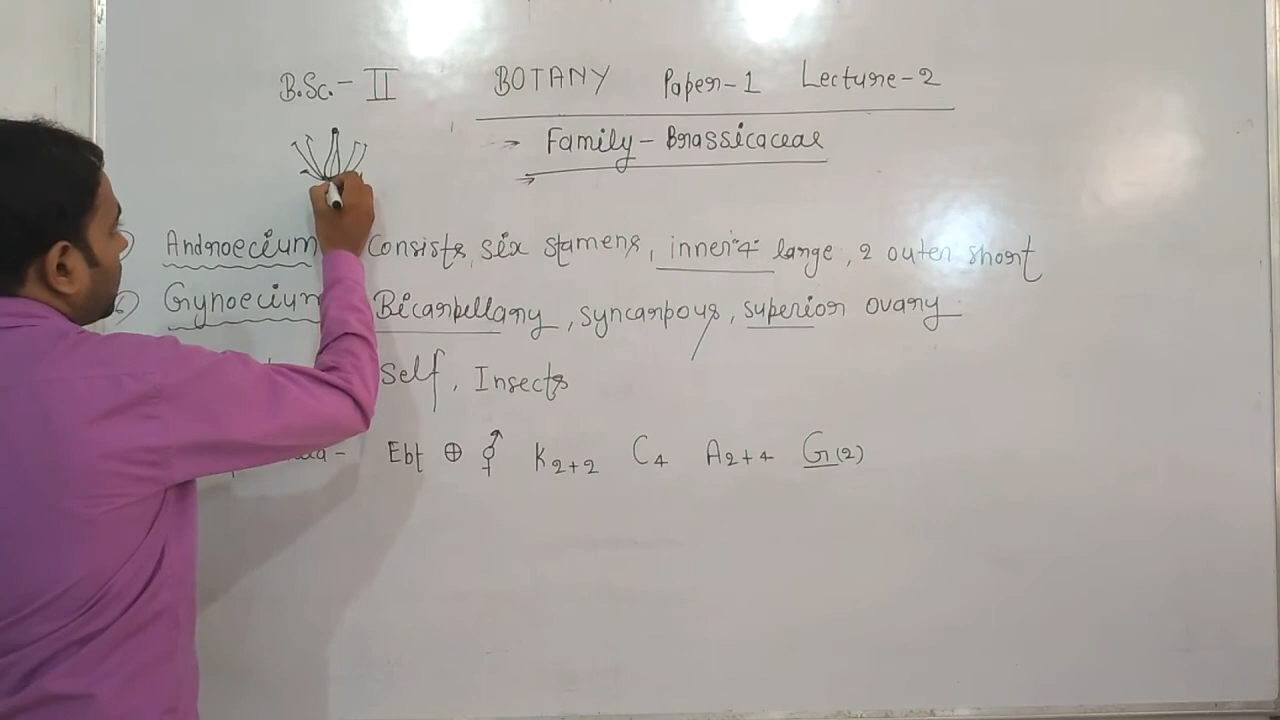 B.Sc.- II BOTANY Paper-1 Lecture-2
→ Family - Brassicaceae
→
Androecium Consists six stamens, inner "4" large, 2 outer short
6) Gynoecium Bicarpellary, syncarpous, superior ovary
self, Insects
Ebt ⊕ ⚥ K2+2 C4 A2+4 G(2)